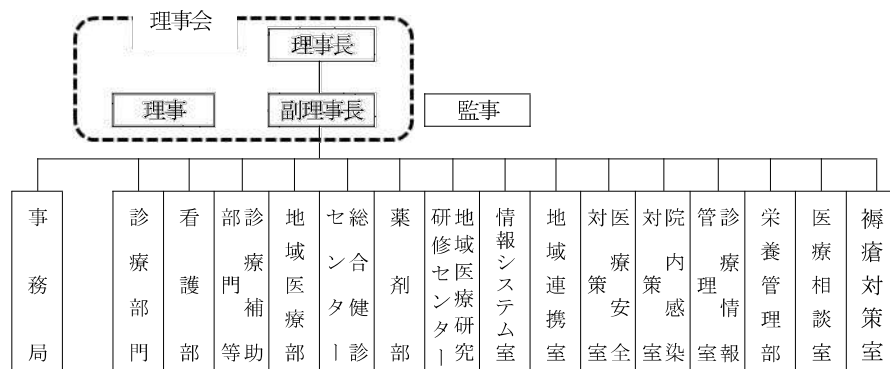 理事会
理事長
理事
副理事長
監事
事務局
診療部門
看護部
診療補助
部門等
地域医療部
総合健診
センター
薬剤部
地域医療研究
研修センター
情報システム室
地域連携室
医療安全
対策室
院内感染
対策室
診療情報
管理室
栄養管理部
医療相談室
褥瘡対策室